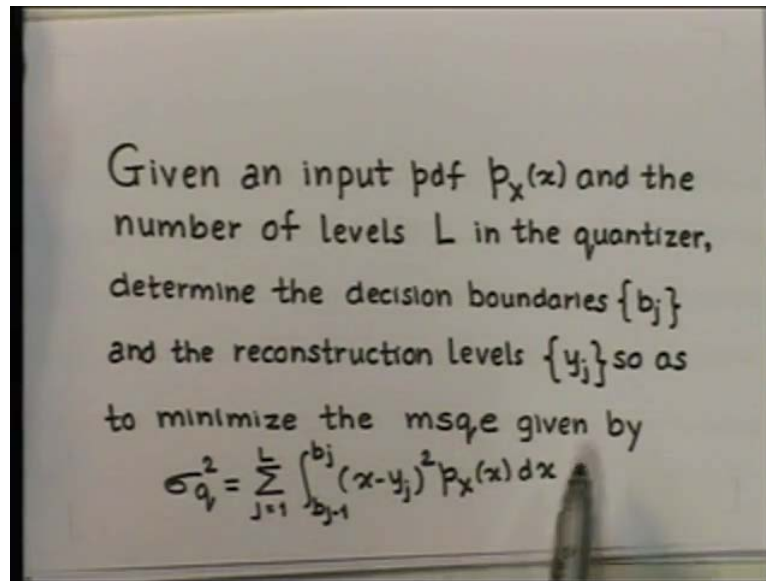 Given an input pdf p_x(x) and the
number of levels L in the quantizer,
determine the decision boundaries {b_j}
and the reconstruction levels {y_j} so as
to minimize the msqe given by
σ_q^2 = Σ_{j=1}^{L} ∫_{b_{j-1}}^{b_j} (x-y_j)^2 p_x(x) dx